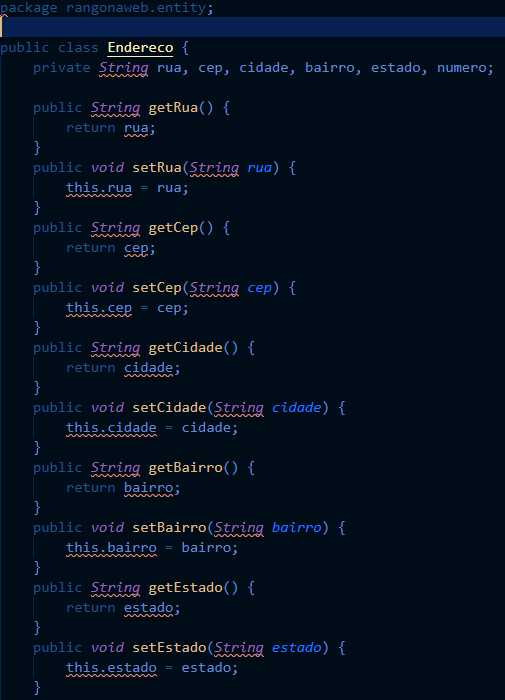 package rangonaweb.entity;
public class Endereco {
private String rua, cep, cidade, bairro, estado, numero;
public String getRua() {
return rua;
}
public void setRua(String rua) {
this.rua = rua;
}
public String getCep() {
return cep;
}
public void setCep(String cep) {
this.cep = cep;
}
public String getCidade() {
return cidade;
}
public void setCidade(String cidade) {
this.cidade = cidade;
}
public String getBairro() {
return bairro;
}
public void setBairro(String bairro) {
this.bairro = bairro;
}
public String getEstado() {
return estado;
}
public void setEstado(String estado) {
this.estado = estado;
}